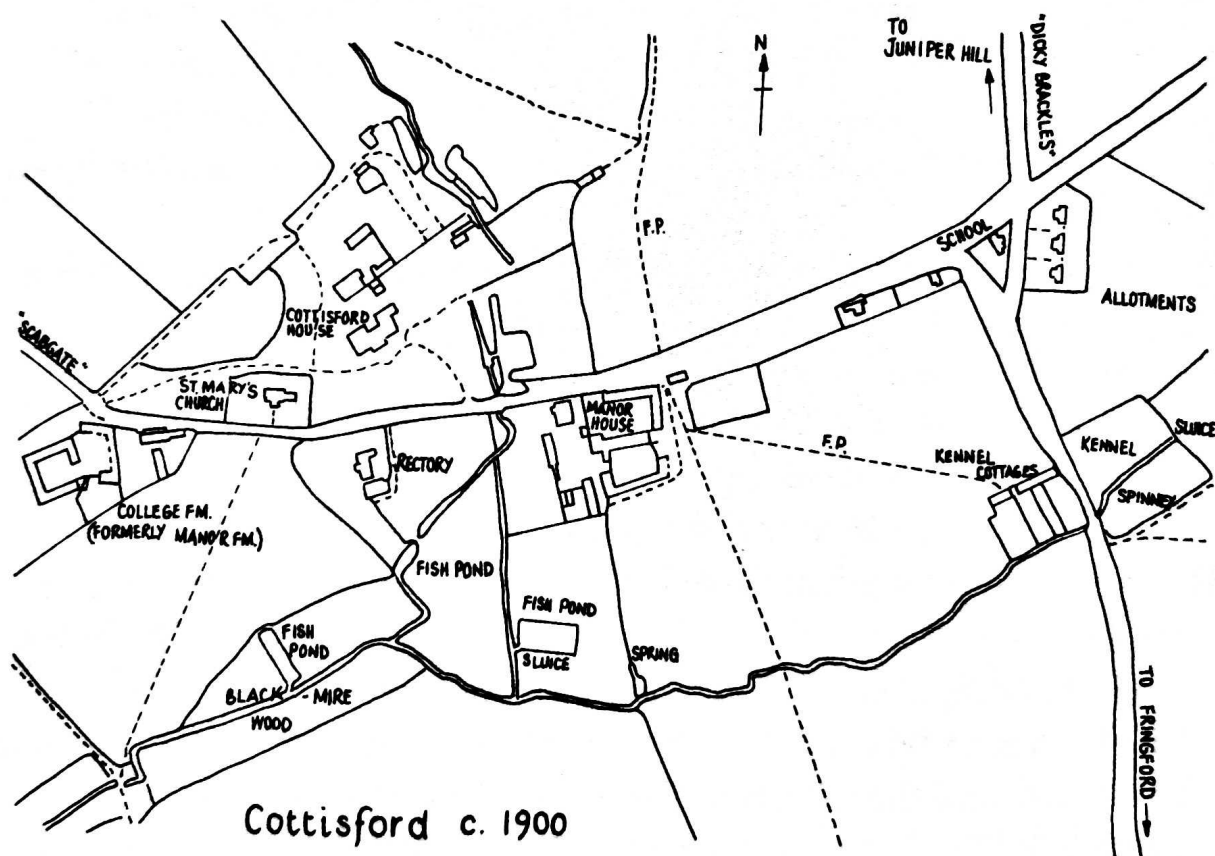 TO
JUNIPER HILL
"DICKY BRACKLES"
N
F.P.
SCHOOL
ALLOTMENTS
COTTISFORD
HOUSE
"SCABGATE"
ST. MARY'S
CHURCH
MANOR
HOUSE
RECTORY
F.P.
KENNEL
COTTAGES
KENNEL
SPINNEY
SLUICE
COLLEGE FM.
(FORMERLY MANOR FM.)
FISH POND
FISH POND
SLUICE
SPRING
FISH
POND
BLACK - MIRE
WOOD
TO FRINGFORD
Cottisford c. 1900